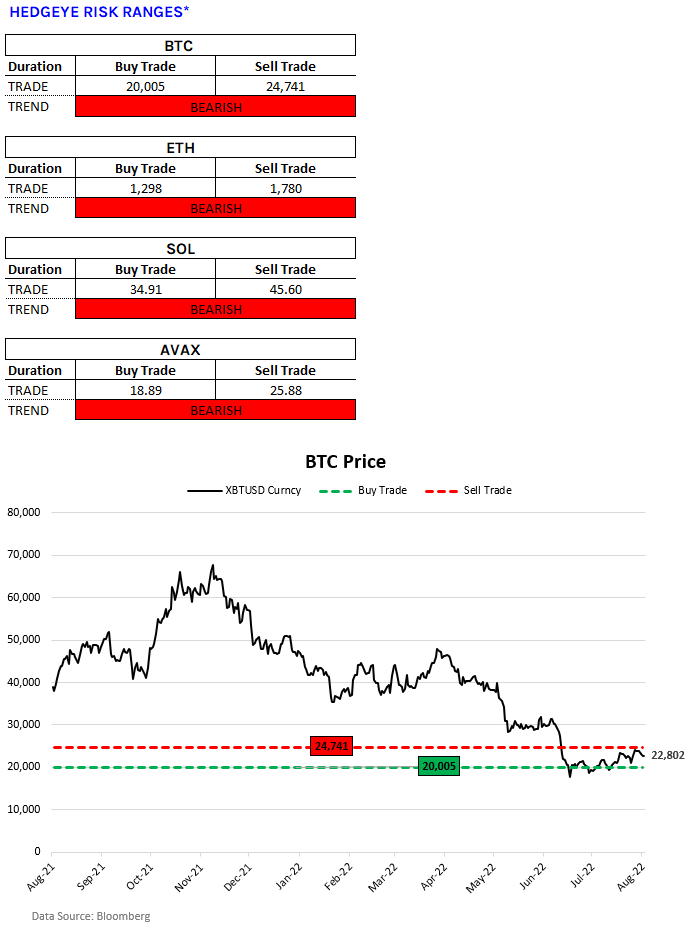 HEDGEYE RISK RANGES*
BTC
Duration Buy Trade Sell Trade
TRADE 20,005 24,741
TREND BEARISH
ETH
Duration Buy Trade Sell Trade
TRADE 1,298 1,780
TREND BEARISH
SOL
Duration Buy Trade Sell Trade
TRADE 34.91 45.60
TREND BEARISH
AVAX
Duration Buy Trade Sell Trade
TRADE 18.89 25.88
TREND BEARISH
BTC Price
XBTUSD Curncy Buy Trade Sell Trade
80,000
70,000
60,000
50,000
40,000
30,000
24,741
22,802
20,000
20,005
10,000
0
Aug-21 Sep-21 Oct-21 Nov-21 Dec-21 Jan-22 Feb-22 Mar-22 Apr-22 May-22 Jun-22 Jul-22 Aug-22
Data Source: Bloomberg